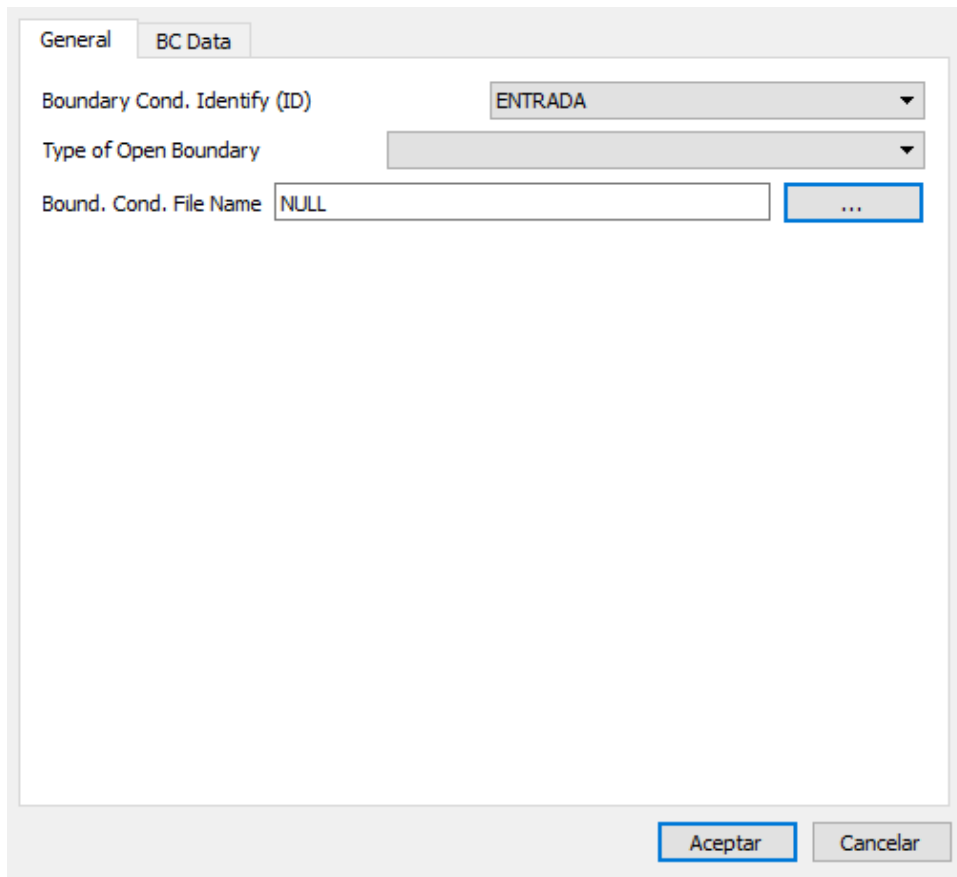 General BC Data
Boundary Cond. Identify (ID) ENTRADA
Type of Open Boundary
Bound. Cond. File Name NULL ...
Aceptar Cancelar